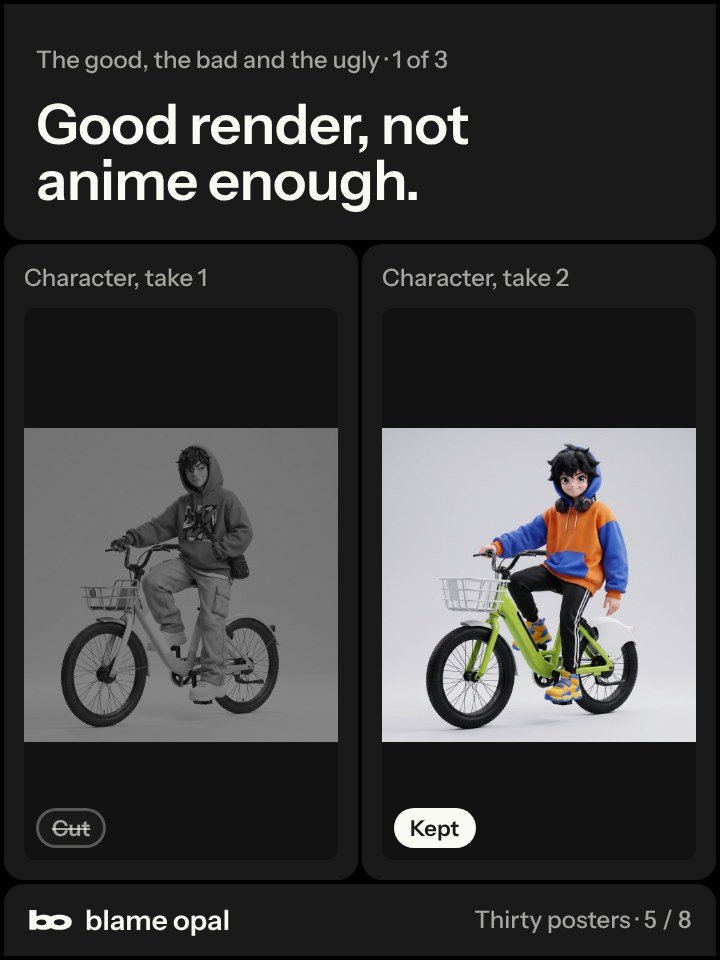 The good, the bad and the ugly · 1 of 3
Good render, not
anime enough.
Character, take 1
Character, take 2
Cut
Kept
bo blame opal
Thirty posters · 5 / 8